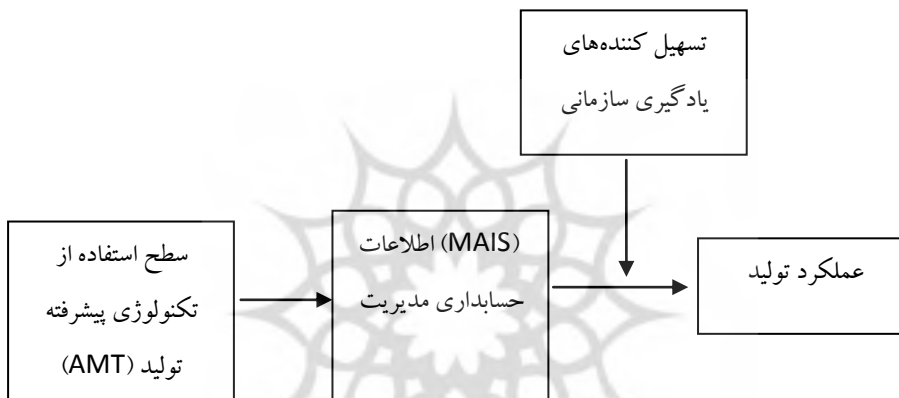 تسهیل کننده‌های
یادگیری سازمانی
سطح استفاده از
تکنولوژی پیشرفته
تولید (AMT)
(MAIS) اطلاعات
حسابداری مدیریت
عملکرد تولید